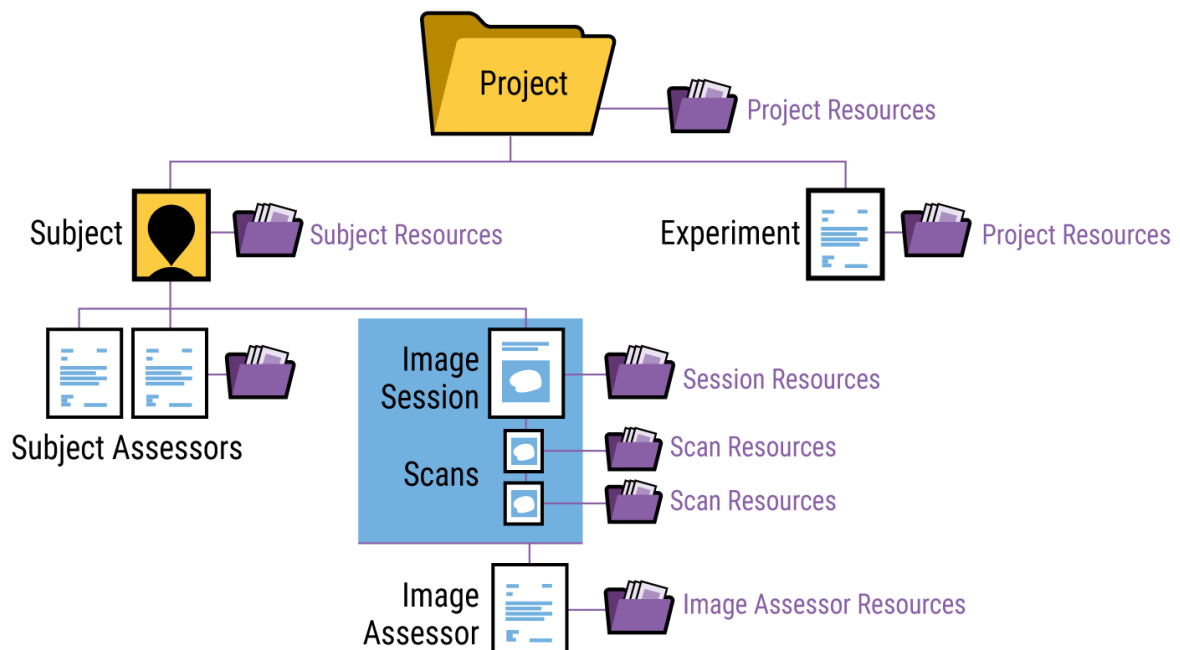 Project
Project Resources
Subject
Subject Resources
Experiment
Project Resources
Image
Session
Session Resources
Subject Assessors
Scans
Scan Resources
Scan Resources
Image
Assessor
Image Assessor Resources